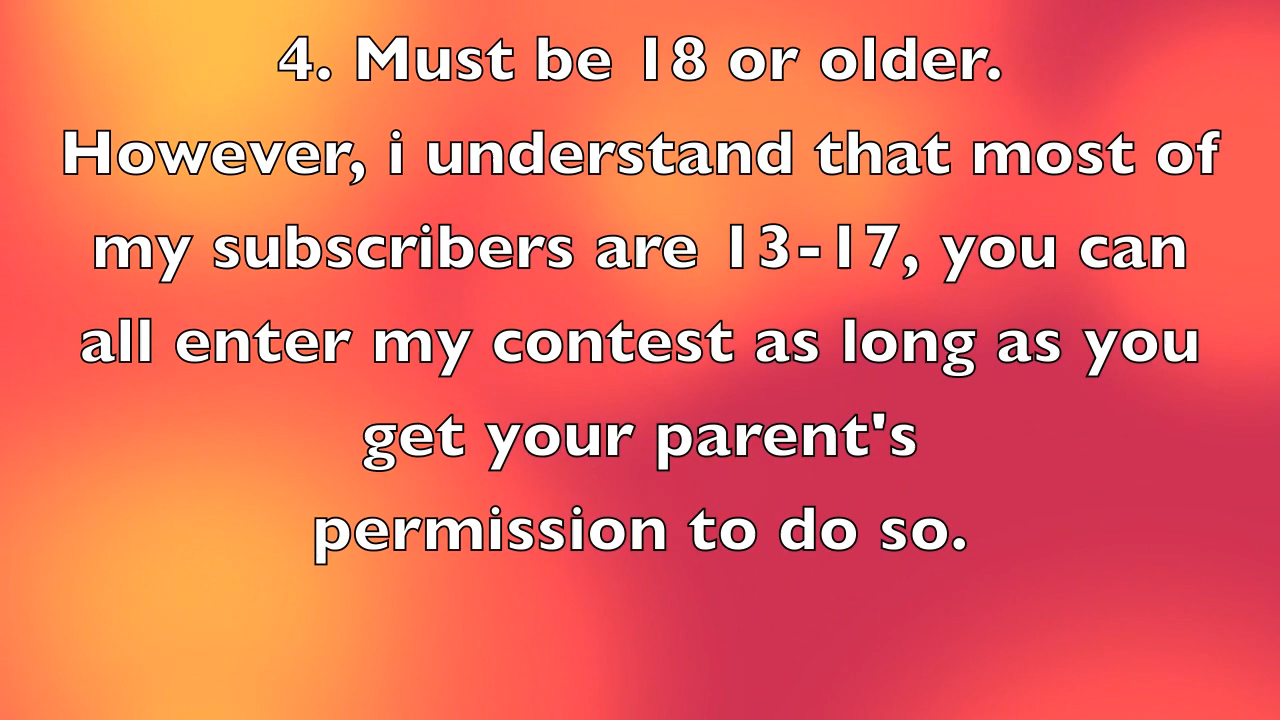 4. Must be 18 or older.
However, i understand that most of
my subscribers are 13-17, you can
all enter my contest as long as you
get your parent's
permission to do so.